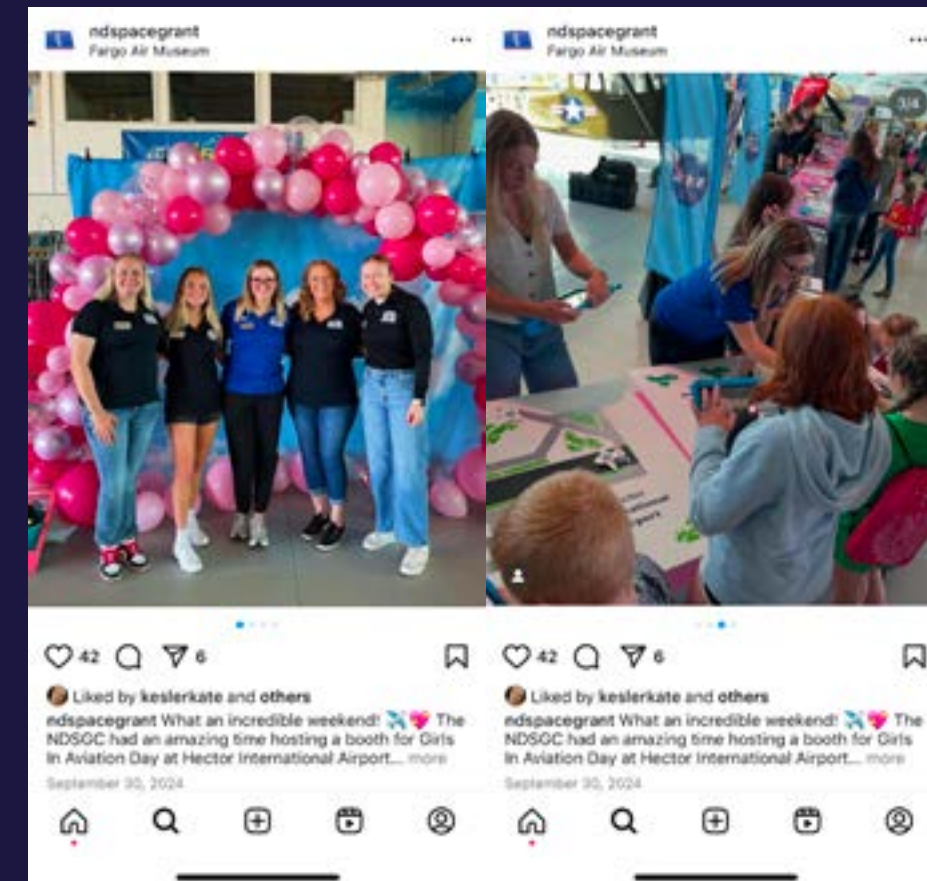 ndspacegrant
Fargo Air Museum
42
6
Liked by keslerkate and others
ndspacegrant What an incredible weekend! ✈️💖 The
NDSGC had an amazing time hosting a booth for Girls
In Aviation Day at Hector International Airport... more
September 30, 2024
ndspacegrant
Fargo Air Museum
3/4
42
6
Liked by keslerkate and others
ndspacegrant What an incredible weekend! ✈️💖 The
NDSGC had an amazing time hosting a booth for Girls
In Aviation Day at Hector International Airport... more
September 30, 2024